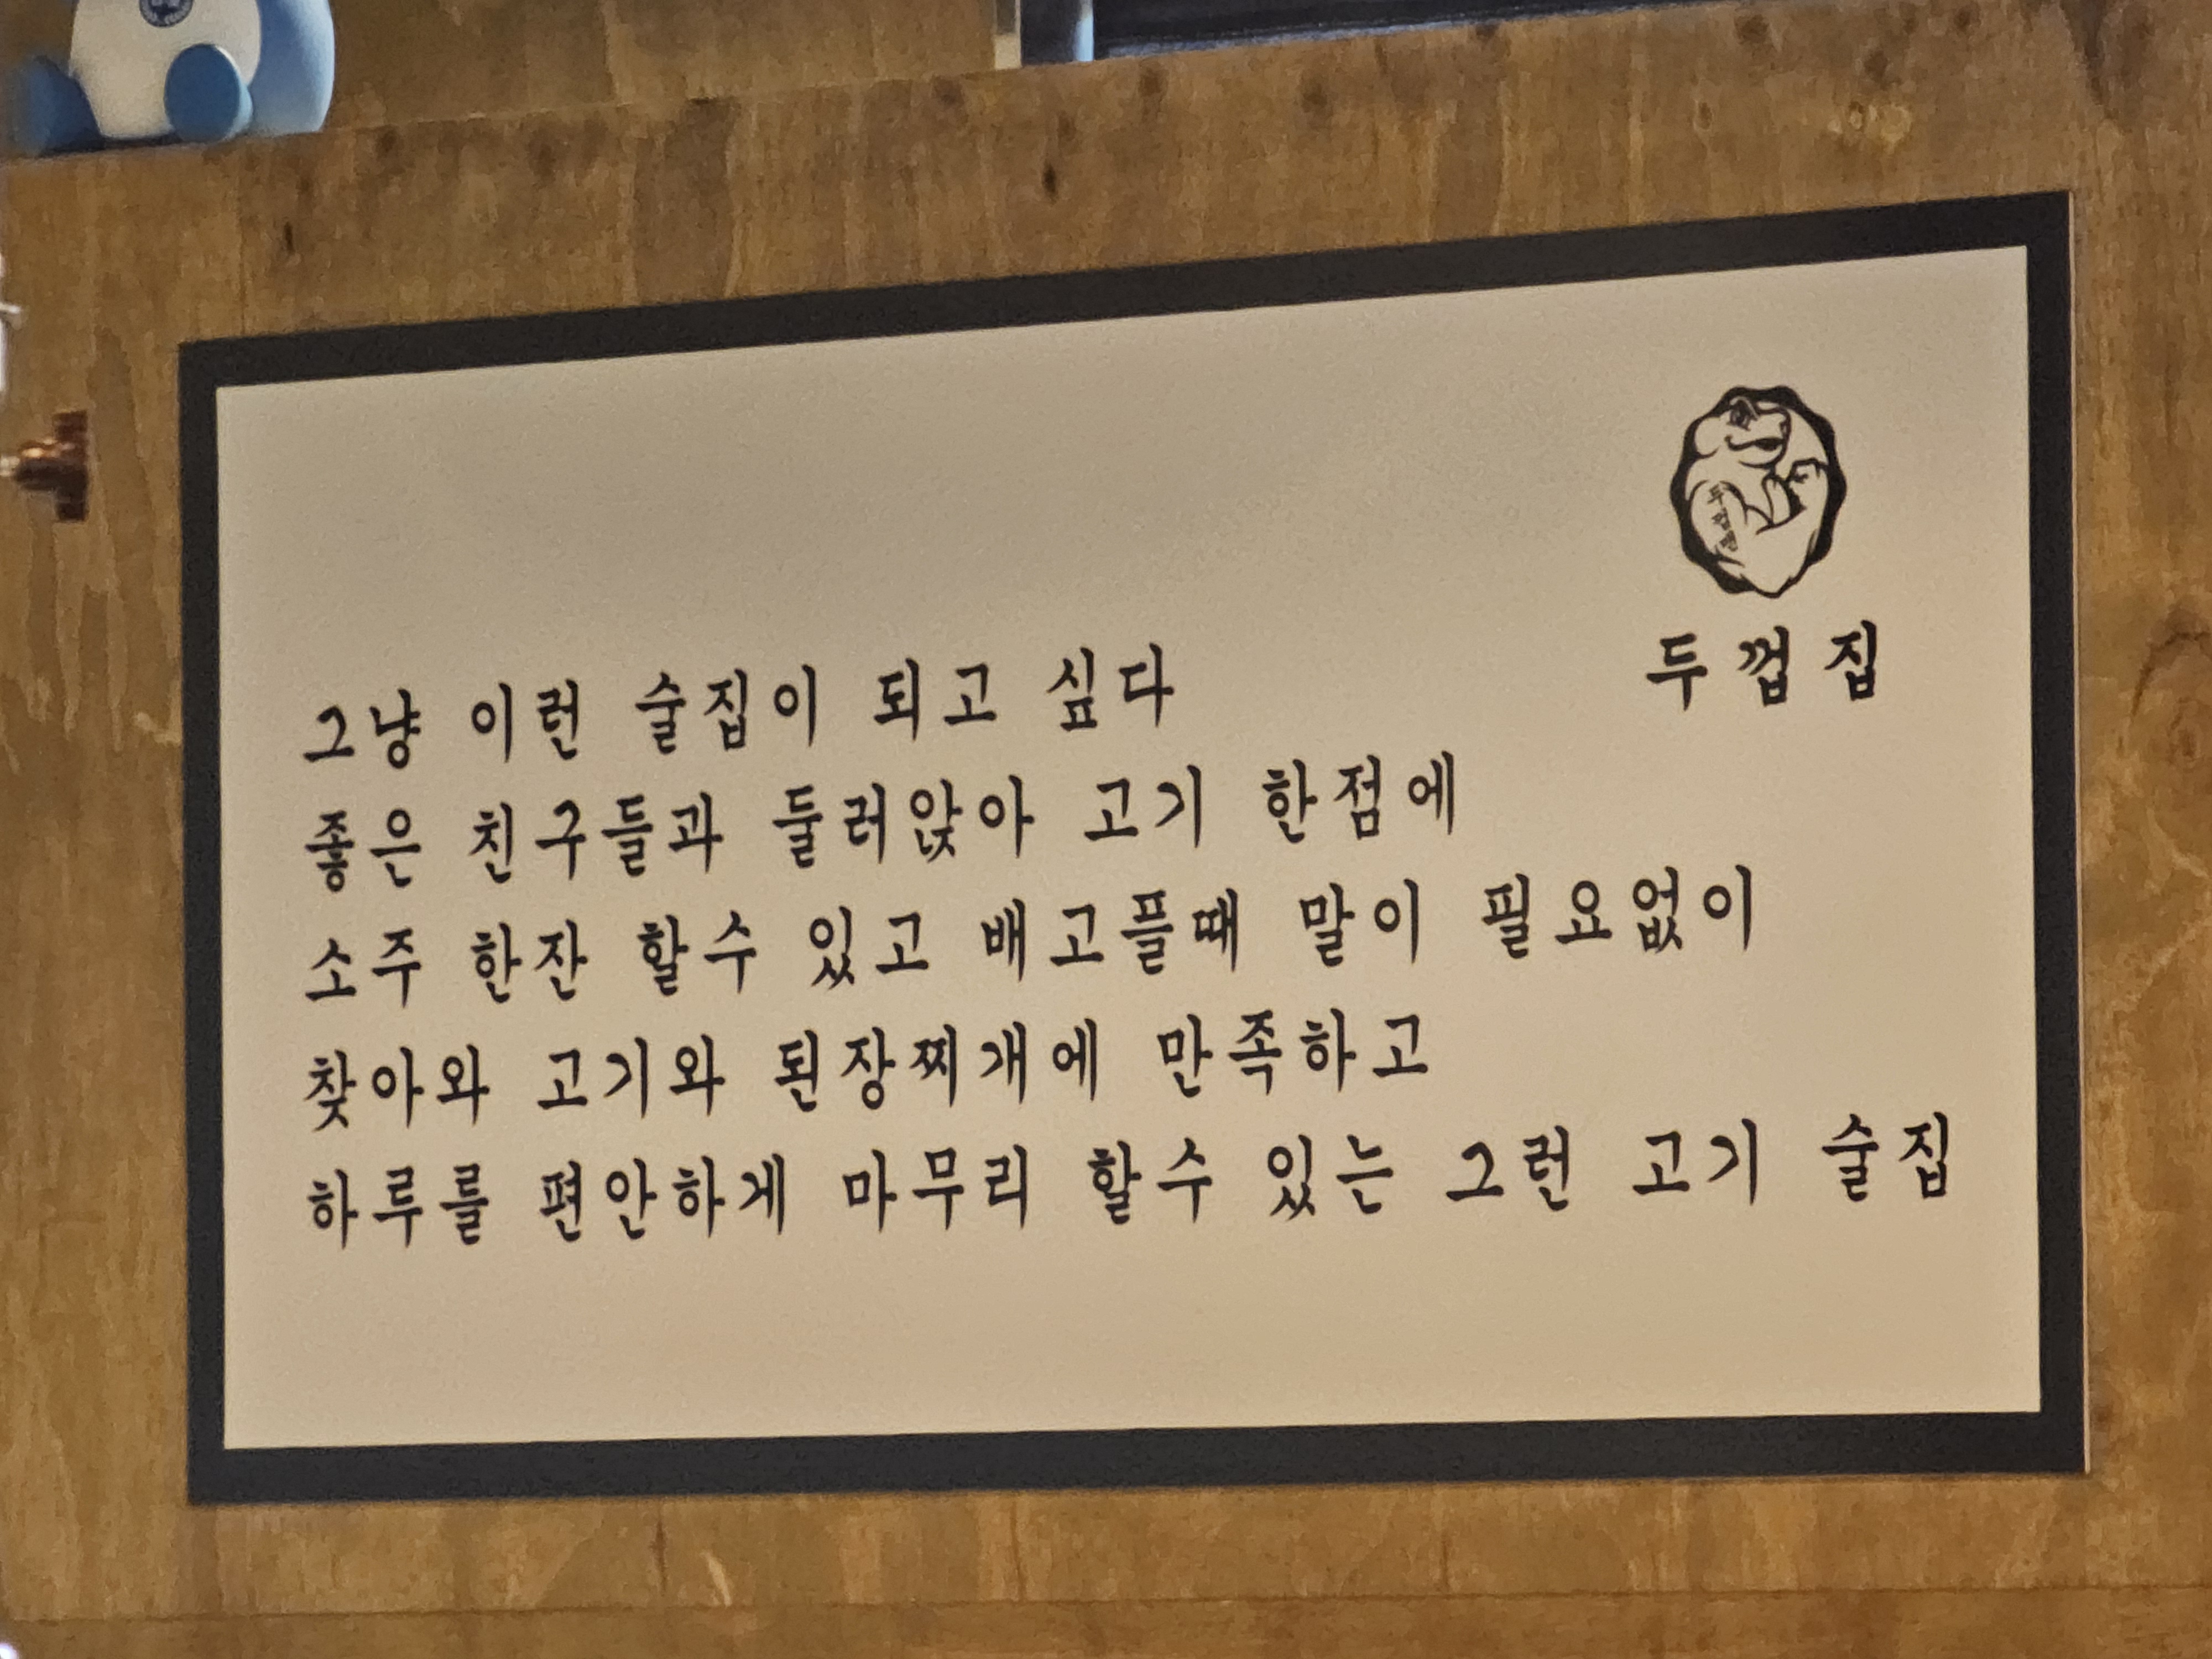 두껍집
그냥 이런 술집이 되고 싶다
좋은 친구들과 둘러앉아 고기 한점에
소주 한잔 할수 있고 배고플때 말이 필요없이
찾아와 고기와 된장찌개에 만족하고
하루를 편안하게 마무리 할수 있는 그런 고기 술집